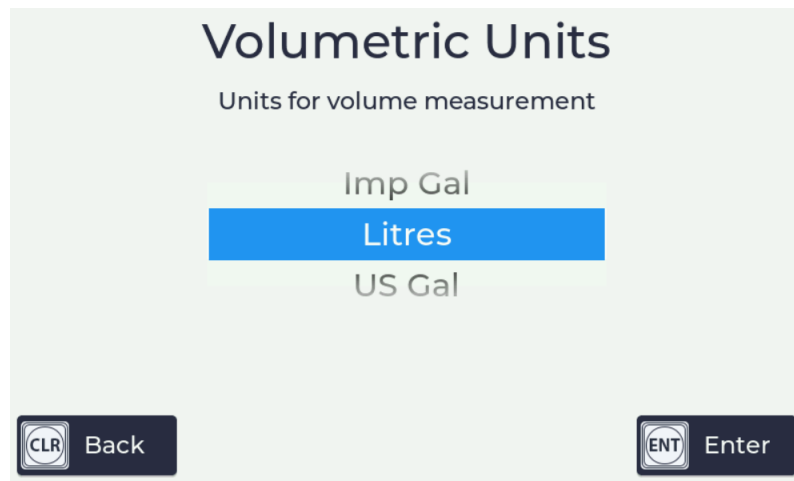 Volumetric Units
Units for volume measurement
Imp Gal
Litres
US Gal
CLR Back
ENT Enter